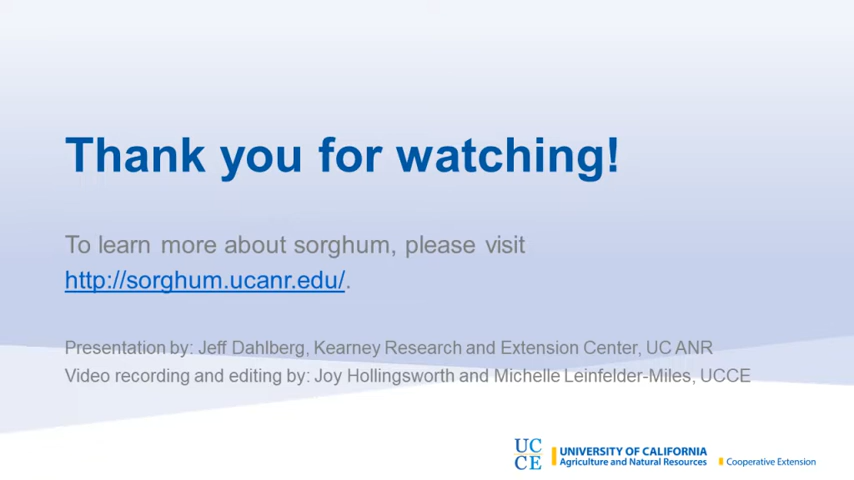 Thank you for watching!
To learn more about sorghum, please visit
http://sorghum.ucanr.edu/.
Presentation by: Jeff Dahlberg, Kearney Research and Extension Center, UC ANR
Video recording and editing by: Joy Hollingsworth and Michelle Leinfelder-Miles, UCCE
UC
CE
UNIVERSITY OF CALIFORNIA
Agriculture and Natural Resources
Cooperative Extension